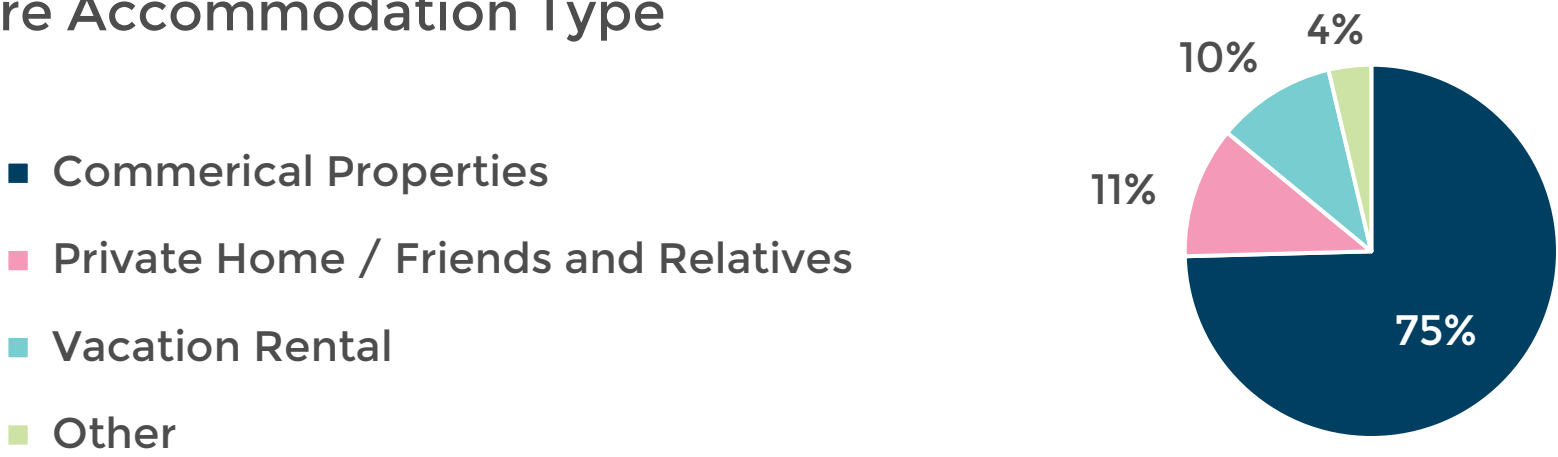 re Accommodation Type
Commerical Properties
Private Home / Friends and Relatives
Vacation Rental
Other
4%
10%
11%
75%